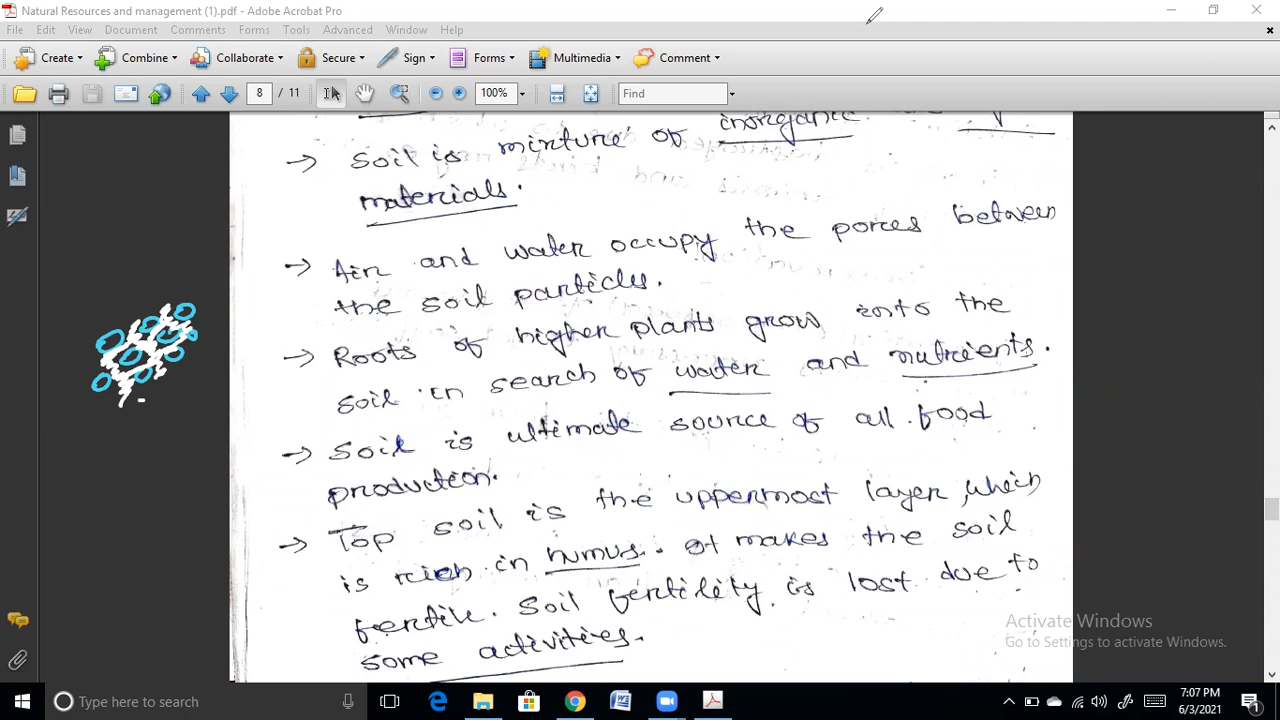 Natural Resources and management (1).pdf - Adobe Acrobat Pro
File Edit View Document Comments Forms Tools Advanced Window Help
Create Combine Collaborate Secure Sign Forms Multimedia Comment
8 / 11 100% Find
inorganic
→ Soil is mixture of
materials.
→ Air and water occupy the pores between
the soil particles.
→ Roots of higher plants grow into the
soil in search of water and nutrients.
→ Soil is ultimate source of all food
production.
→ Top soil is the uppermost layer, which
is rich in humus. It makes the soil
fertile. Soil fertility is lost due to
some activities.
Activate Windows
Go to Settings to activate Windows.
Type here to search
7:07 PM
6/3/2021
1